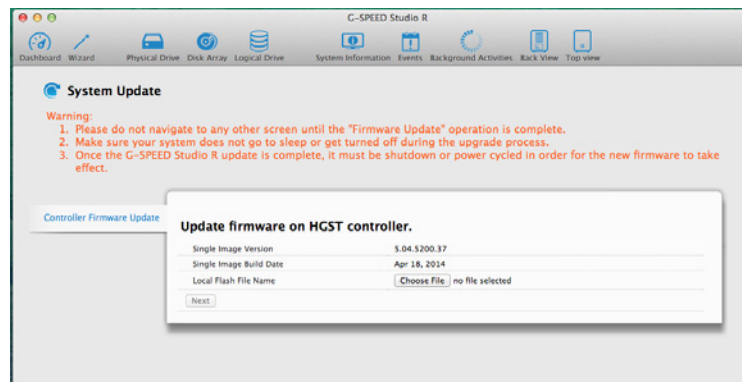 G-SPEED Studio R
Dashboard Wizard Physical Drive Disk Array Logical Drive System Information Events Background Activities Back View Top view
System Update
Warning:
1. Please do not navigate to any other screen until the "Firmware Update" operation is complete.
2. Make sure your system does not go to sleep or get turned off during the upgrade process.
3. Once the G-SPEED Studio R update is complete, it must be shutdown or power cycled in order for the new firmware to take
effect.
Controller Firmware Update
Update firmware on HGST controller.
Single Image Version 5.04.5200.37
Single Image Build Date Apr 18, 2014
Local Flash File Name Choose File no file selected
Next